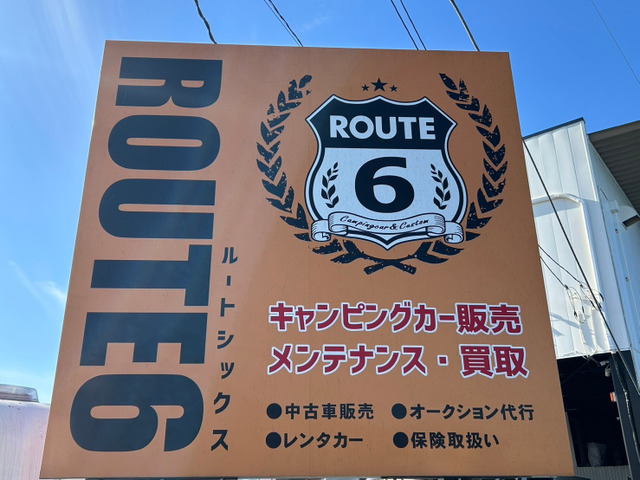 ROUTE6
ルートシックス
ROUTE
6
Campingcar & Custom
キャンピングカー販売
メンテナンス・買取
●中古車販売 ●オークション代行
●レンタカー ●保険取扱い